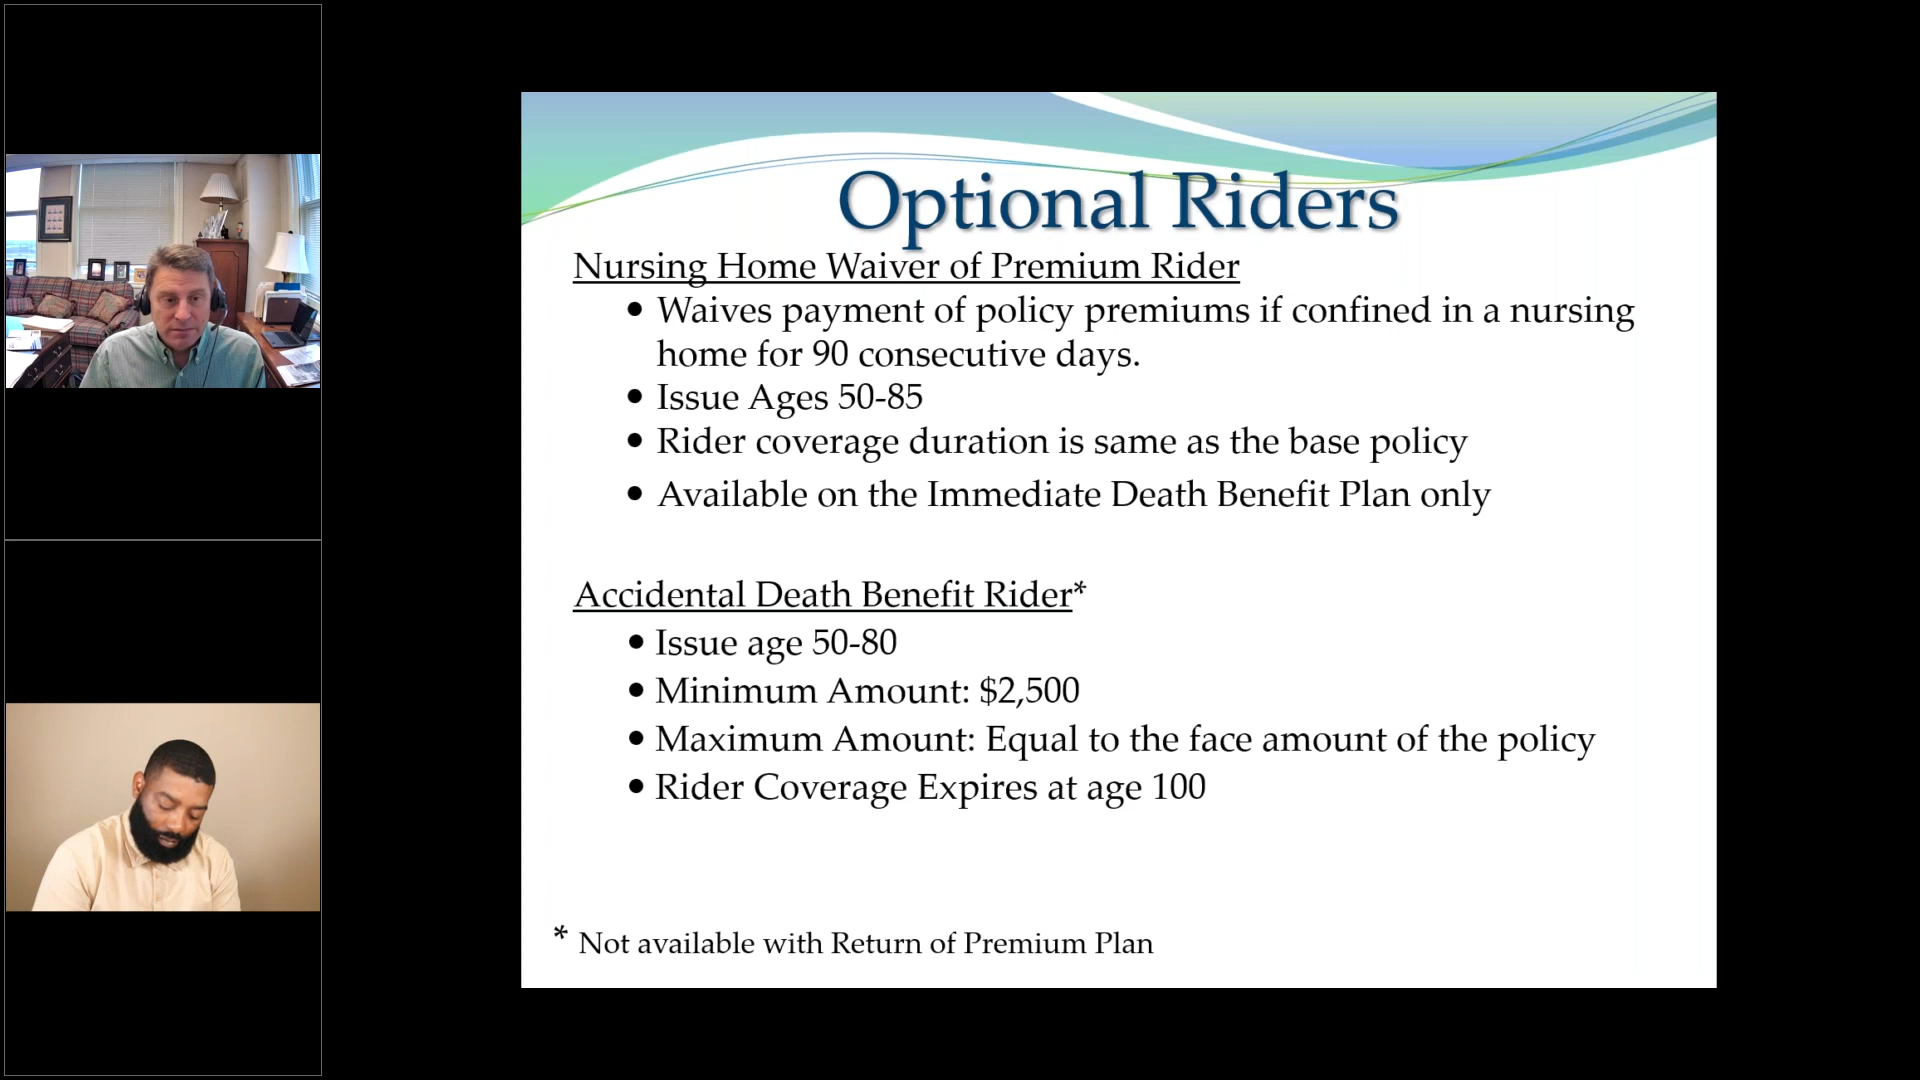 Optional Riders
Nursing Home Waiver of Premium Rider
• Waives payment of policy premiums if confined in a nursing
home for 90 consecutive days.
• Issue Ages 50-85
• Rider coverage duration is same as the base policy
• Available on the Immediate Death Benefit Plan only
Accidental Death Benefit Rider*
• Issue age 50-80
• Minimum Amount: $2,500
• Maximum Amount: Equal to the face amount of the policy
• Rider Coverage Expires at age 100
* Not available with Return of Premium Plan